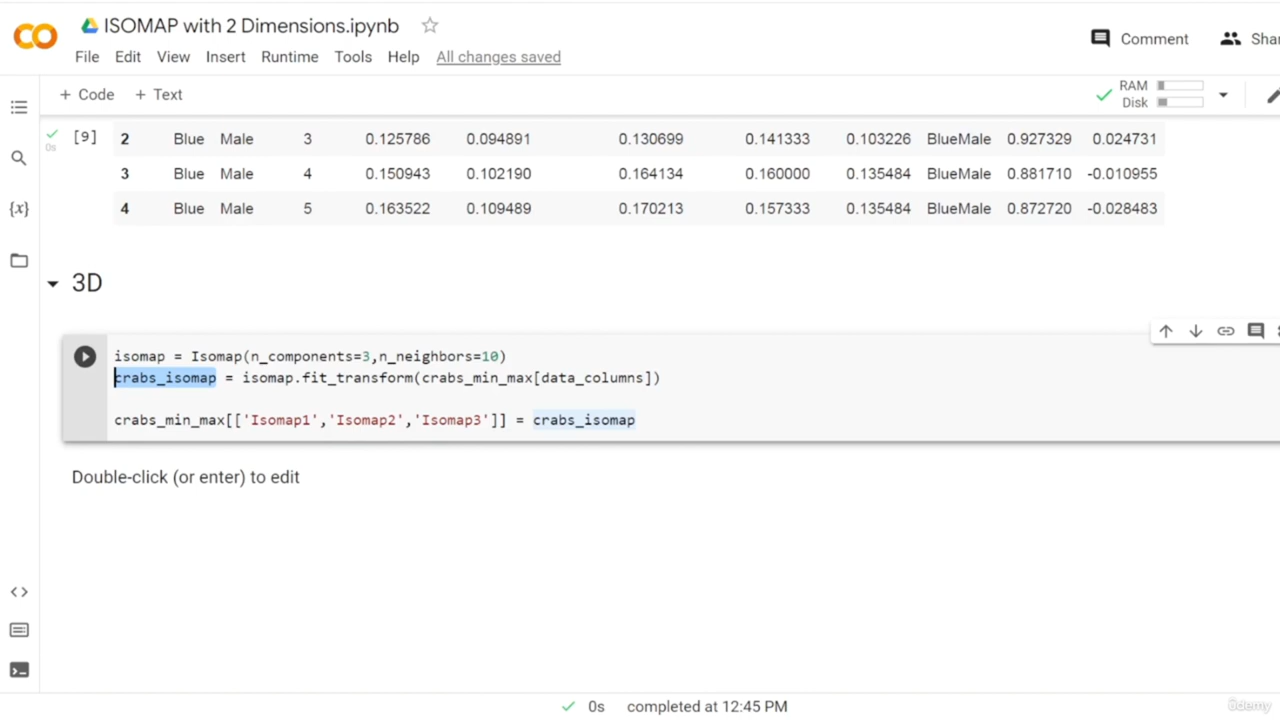 ISOMAP with 2 Dimensions.ipynb
Comment
File Edit View Insert Runtime Tools Help All changes saved
+ Code + Text
RAM
Disk
[9] 2 Blue Male 3 0.125786 0.094891 0.130699 0.141333 0.103226 BlueMale 0.927329 0.024731
0s
3 Blue Male 4 0.150943 0.102190 0.164134 0.160000 0.135484 BlueMale 0.881710 -0.010955
{x}
4 Blue Male 5 0.163522 0.109489 0.170213 0.157333 0.135484 BlueMale 0.872720 -0.028483
3D
isomap = Isomap(n_components=3,n_neighbors=10)
crabs_isomap = isomap.fit_transform(crabs_min_max[data_columns])
crabs_min_max[['Isomap1','Isomap2','Isomap3']] = crabs_isomap
Double-click (or enter) to edit
0s completed at 12:45 PM
ûdemy